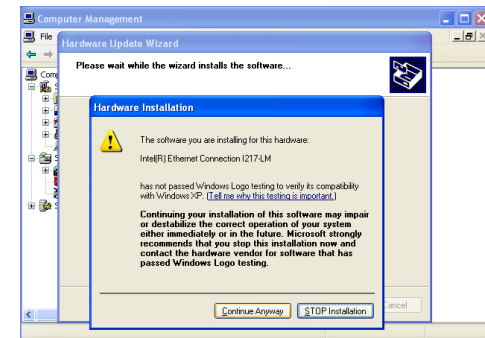 Computer Management
File
Hardware Update Wizard
Please wait while the wizard installs the software...
Hardware Installation
The software you are installing for this hardware:
Intel(R) Ethernet Connection I217-LM
has not passed Windows Logo testing to verify its compatibility
with Windows XP. (Tell me why this testing is important.)
Continuing your installation of this software may impair
or destabilize the correct operation of your system
either immediately or in the future. Microsoft strongly
recommends that you stop this installation now and
contact the hardware vendor for software that has
passed Windows Logo testing.
Continue Anyway
STOP Installation
Cancel